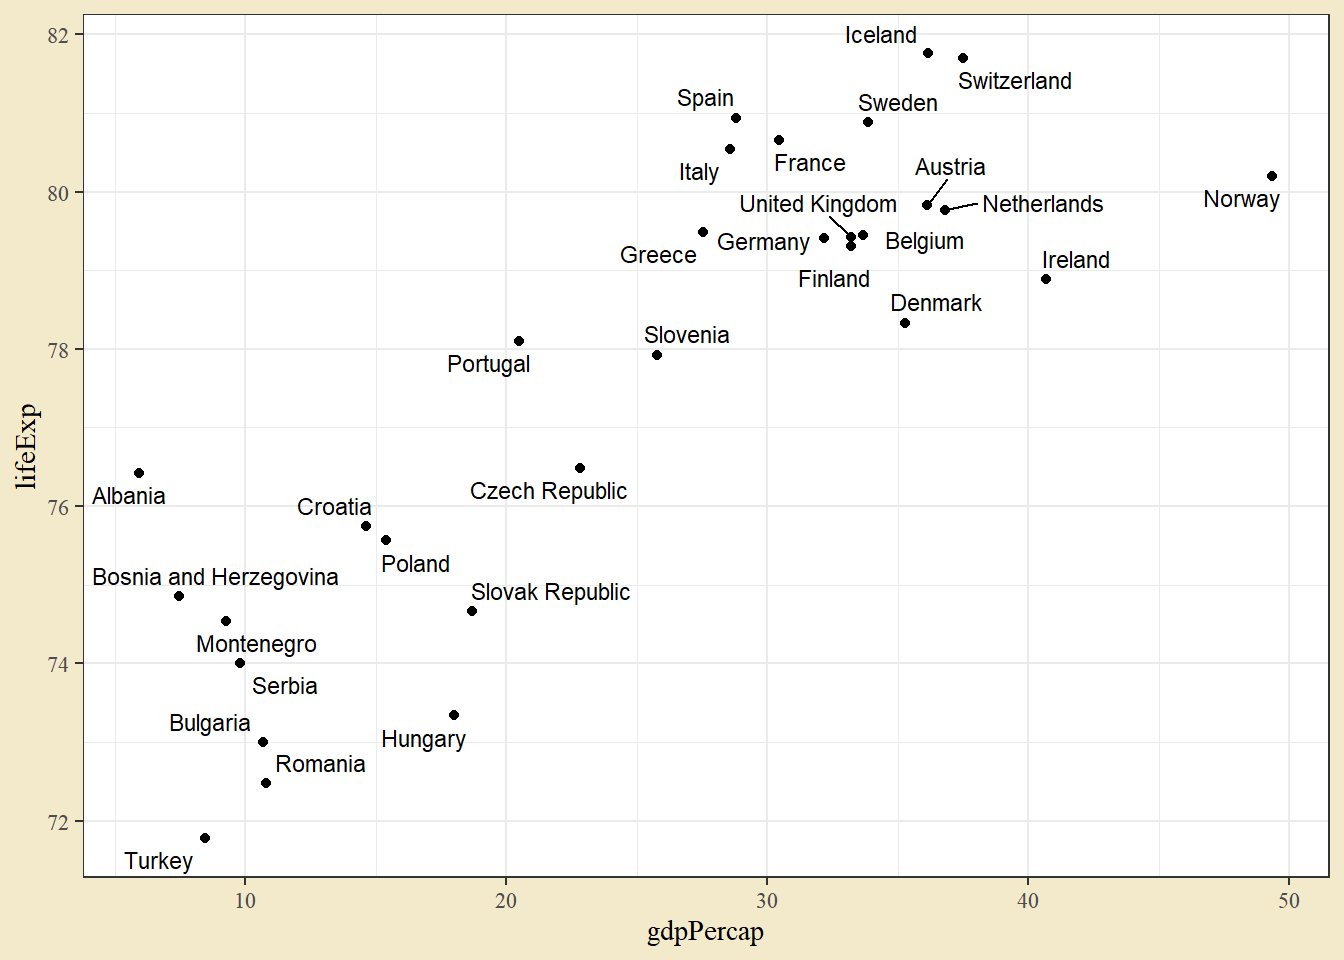 82
Iceland
Switzerland
Spain
Sweden
France
Italy
Austria
80
Norway
United Kingdom
Netherlands
Germany
Belgium
Greece
Ireland
Finland
Denmark
Slovenia
78
Portugal
lifeExp
Albania
Czech Republic
76
Croatia
Poland
Bosnia and Herzegovina
Slovak Republic
Montenegro
74
Serbia
Bulgaria
Hungary
Romania
72
Turkey
10 20 30 40 50
gdpPercap